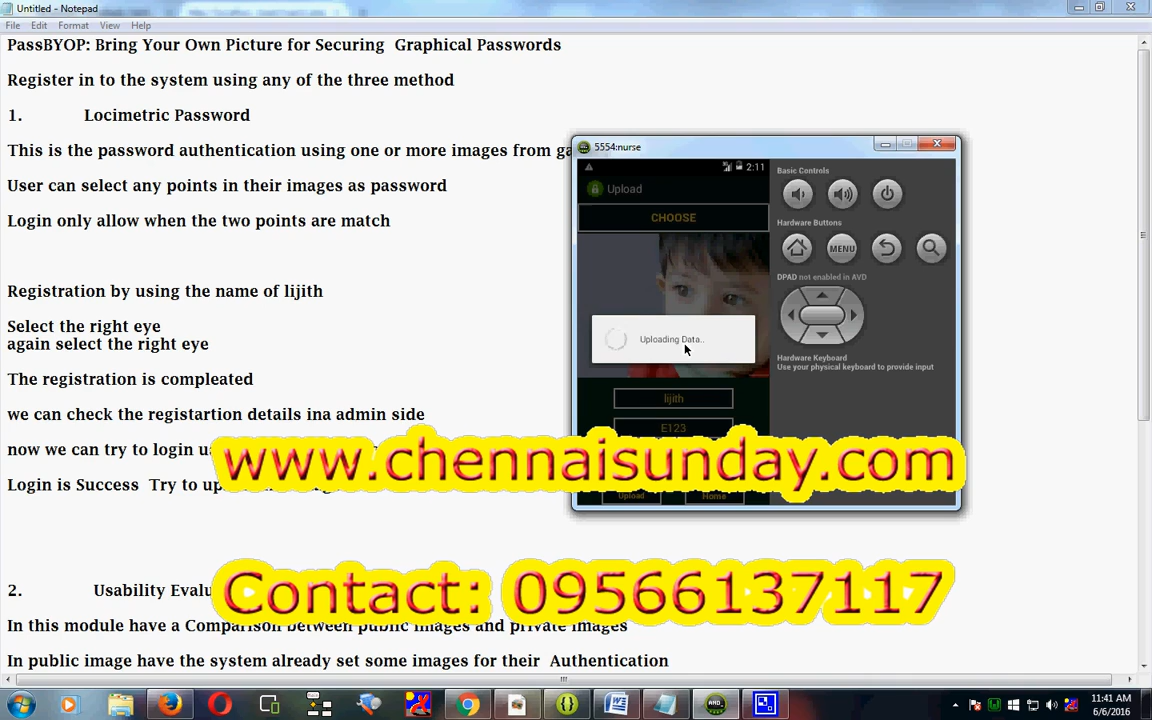 Untitled - Notepad
File Edit Format View Help
PassBYOP: Bring Your Own Picture for Securing Graphical Passwords
Register in to the system using any of the three method
1. Locimetric Password
This is the password authentication using one or more images from
User can select any points in their images as password
Login only allow when the two points are match
Registration by using the name of lijith
Select the right eye
again select the right eye
The registration is compleated
we can check the registartion details ina admin side
now we can try to login
Login is Success Try to
2. Usability
In this module have a Comparison between public images and private images
In public image have the system already set some images for their Authentication
5554:nurse
2:11
Upload
CHOOSE
Uploading Data..
lijith
E123
Upload Home
Basic Controls
Hardware Buttons
MENU
DPAD not enabled in AVD
Hardware Keyboard
Use your physical keyboard to provide input
www.chennaisunday.com
Contact: 09566137117
11:41 AM
6/6/2016